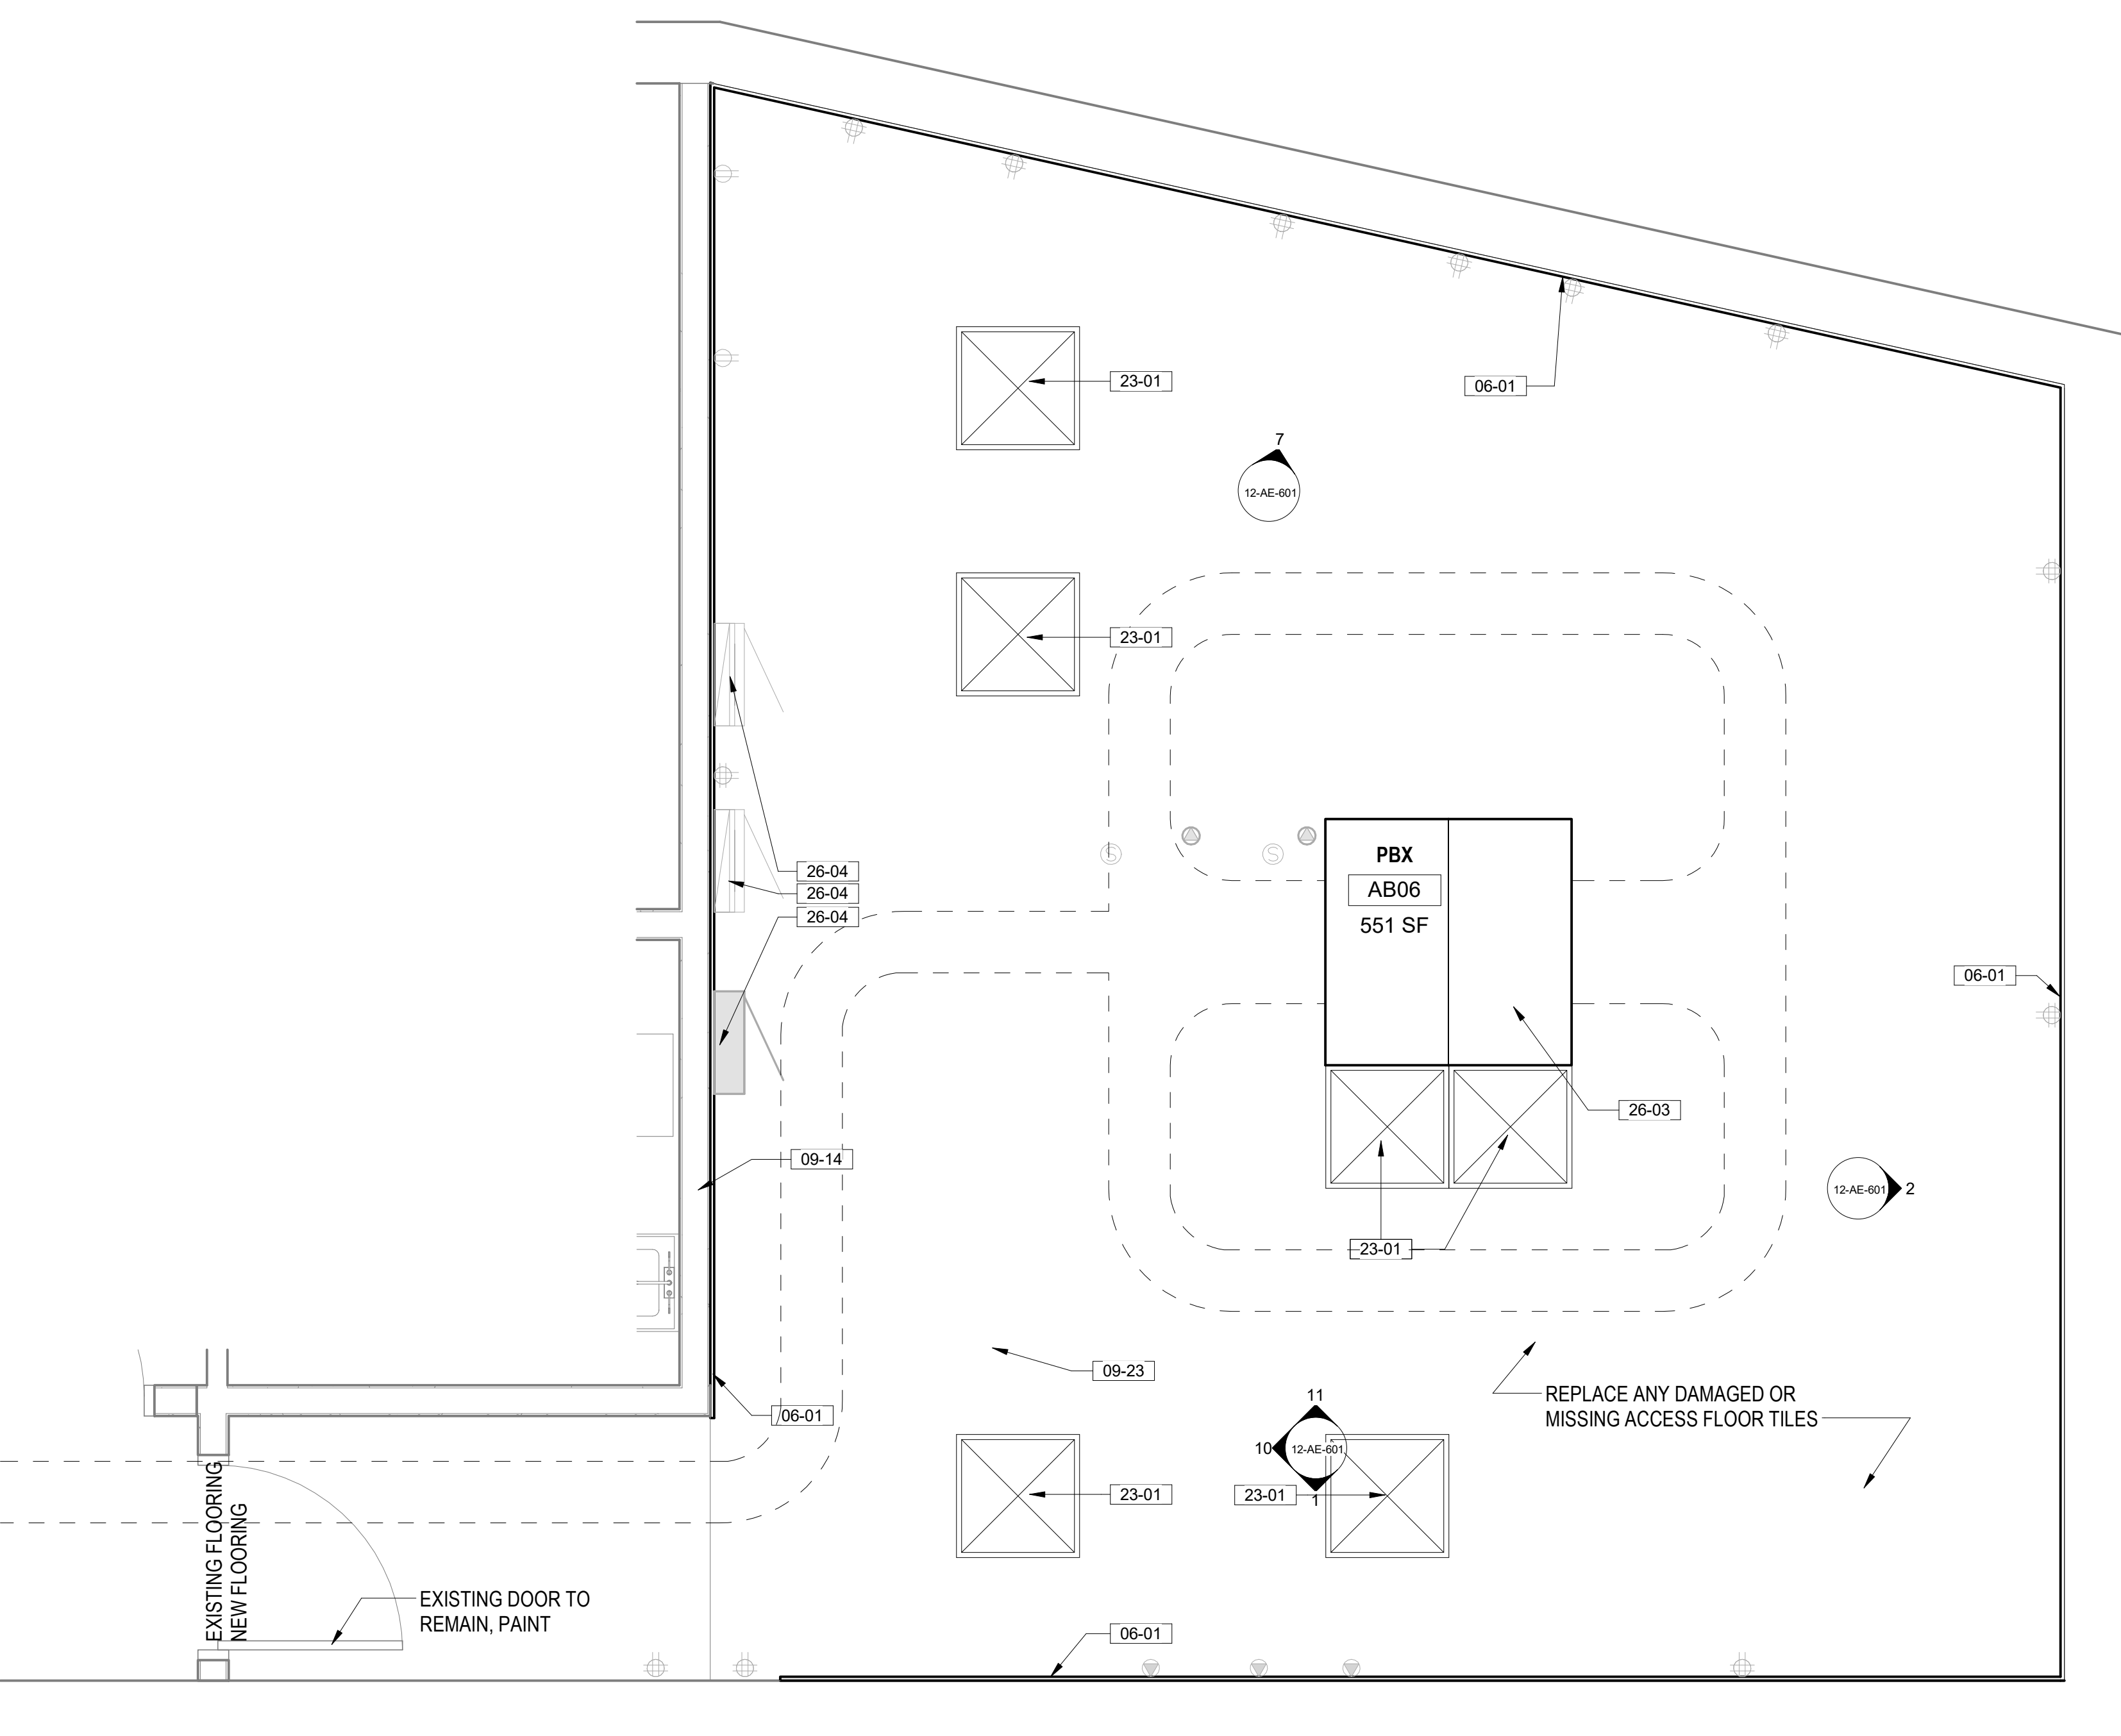 23-01
06-01
7
12-AE-601
23-01
S
S
PBX
AB06
551 SF
26-04
26-04
26-04
06-01
26-03
09-14
12-AE-601
2
23-01
09-23
REPLACE ANY DAMAGED OR
MISSING ACCESS FLOOR TILES
06-01
11
10
12-AE-601
1
23-01
23-01
EXISTING FLOORING
NEW FLOORING
EXISTING DOOR TO
REMAIN, PAINT
06-01